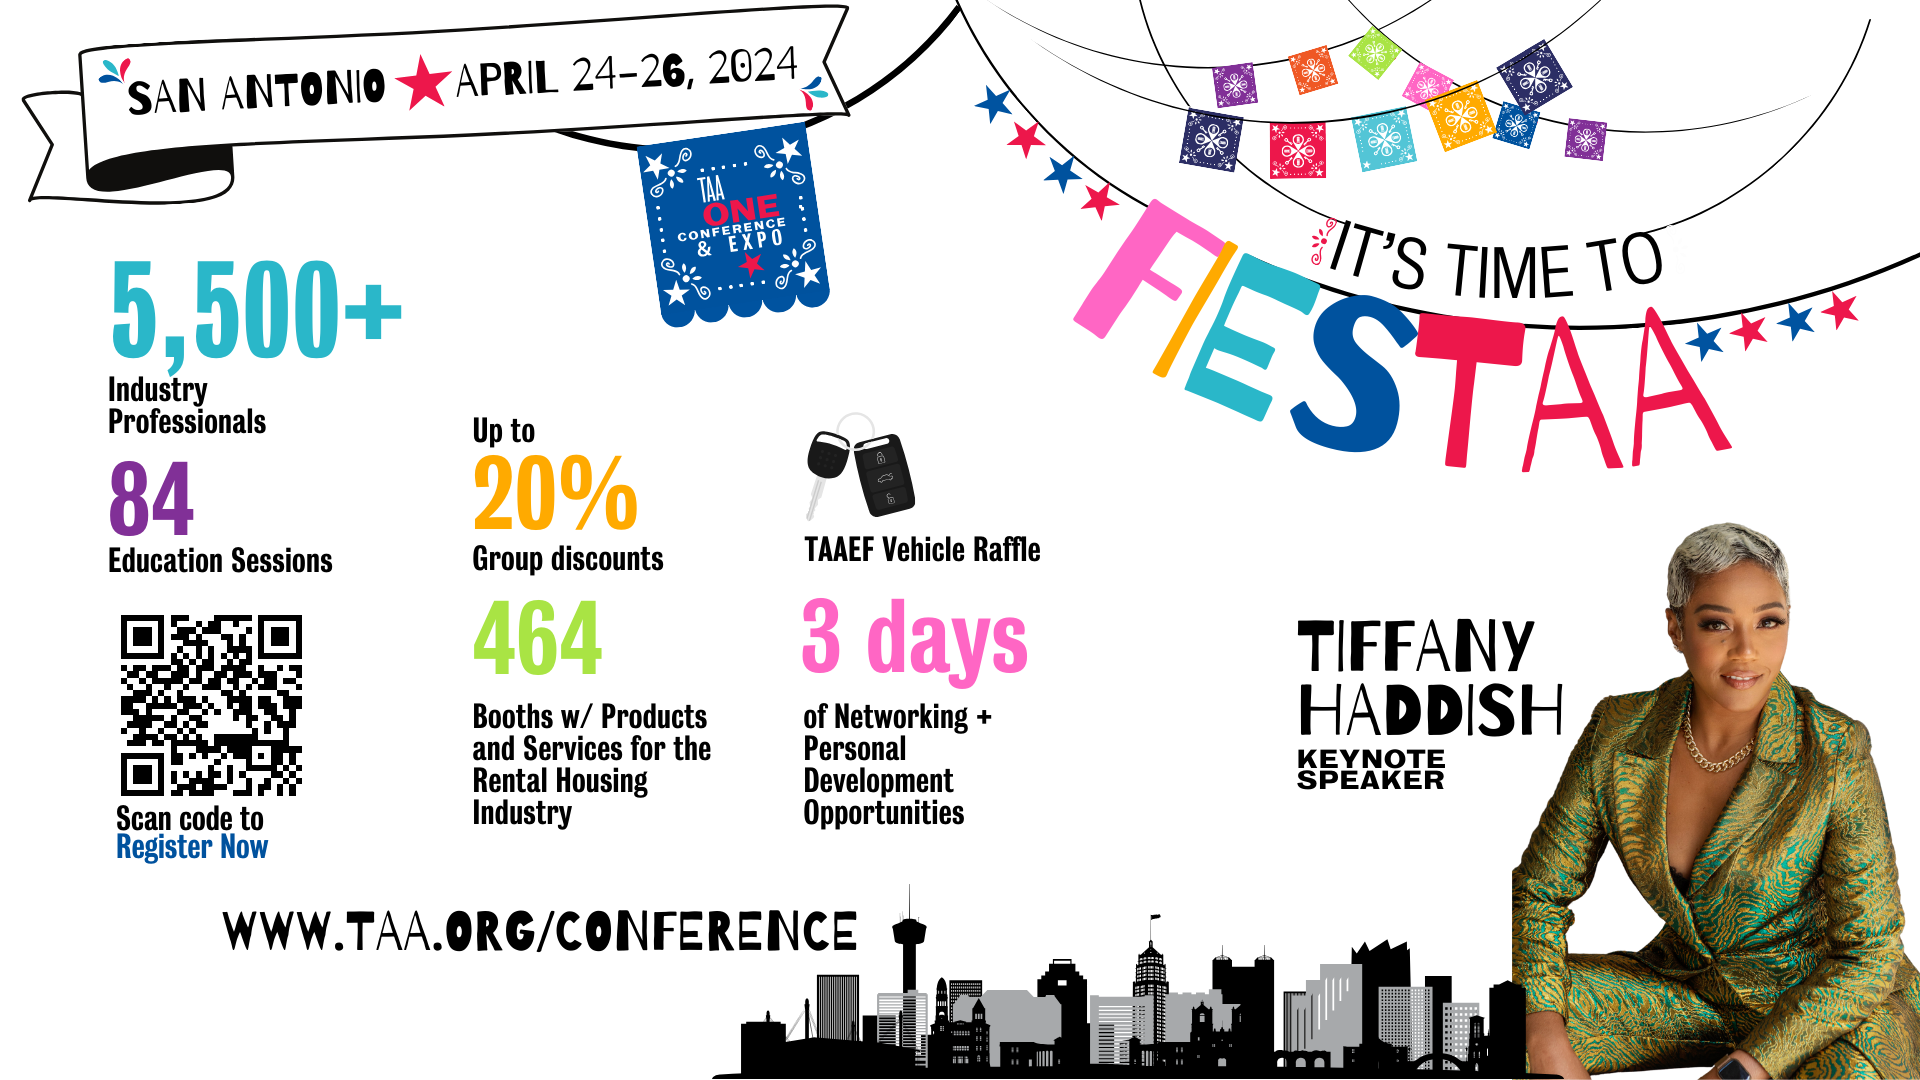 SAN ANTONIO ★ APRIL 24-26, 2024
TAA
ONE
CONFERENCE
& EXPO
IT'S TIME TO
FIESTAA
5,500+
Industry
Professionals
84
Education Sessions
Scan code to
Register Now
Up to
20%
Group discounts
464
Booths w/ Products
and Services for the
Rental Housing
Industry
TAAEF Vehicle Raffle
3 days
of Networking +
Personal
Development
Opportunities
TIFFANY
HADDISH
KEYNOTE
SPEAKER
WWW.TAA.ORG/CONFERENCE